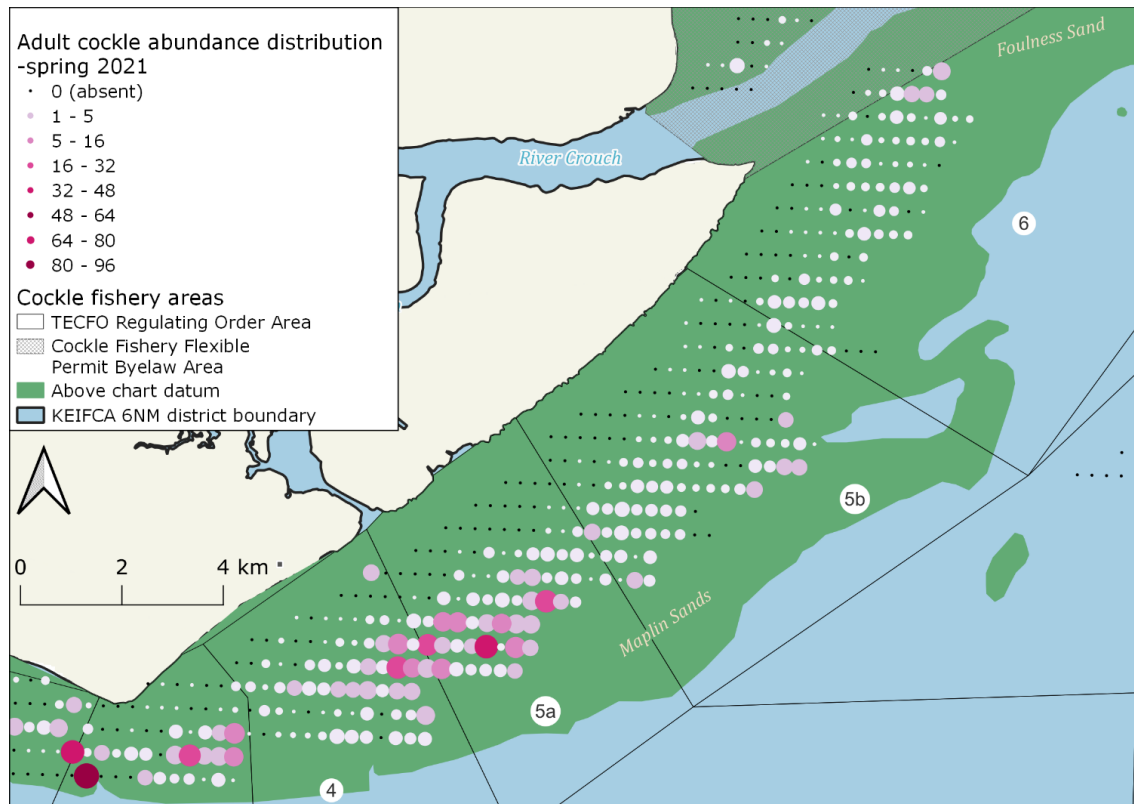 Adult cockle abundance distribution
-spring 2021
0 (absent)
1 - 5
5 - 16
16 - 32
32 - 48
48 - 64
64 - 80
80 - 96
Cockle fishery areas
TECFO Regulating Order Area
Cockle Fishery Flexible
Permit Byelaw Area
Above chart datum
KEIFCA 6NM district boundary
0 2 4 km
River Crouch
Foulness Sand
6
5b
Maplin Sands
5a
4